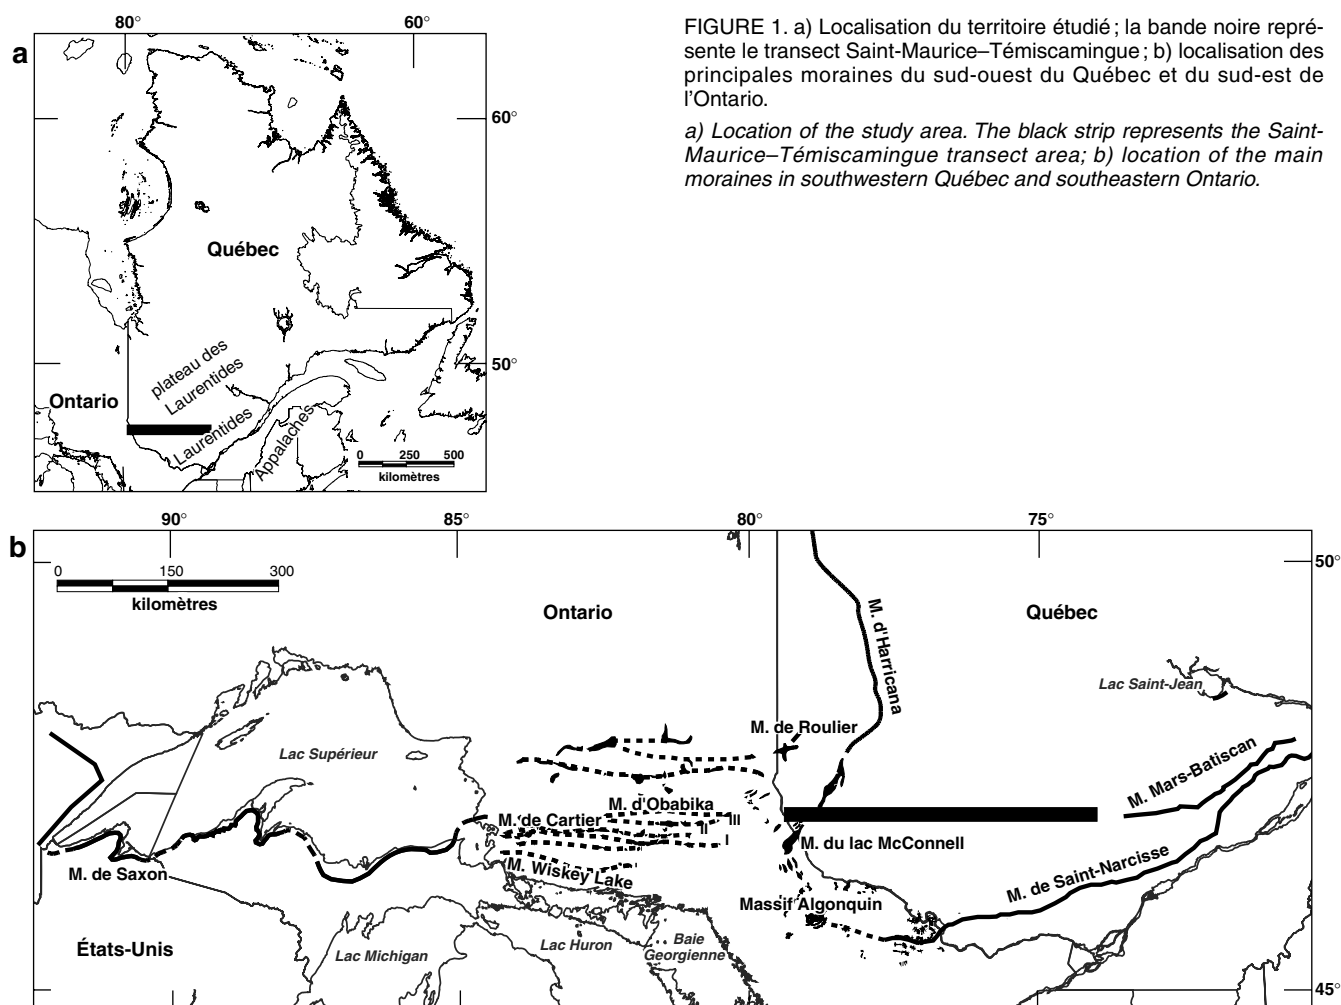 FIGURE 1. a) Localisation du territoire étudié ; la bande noire repré-
sente le transect Saint-Maurice–Témiscamingue ; b) localisation des
principales moraines du sud-ouest du Québec et du sud-est de
l'Ontario.
a) Location of the study area. The black strip represents the Saint-
Maurice–Témiscamingue transect area; b) location of the main
moraines in southwestern Québec and southeastern Ontario.
a
80°
60°
60°
Québec
50°
plateau des
Laurentides
Ontario
Laurentides
Appalaches
0 250 500
kilomètres
b
90°
85°
80°
75°
50°
0 150 300
kilomètres
Ontario
Québec
M. d'Harricana
Lac Saint-Jean
M. de Roulier
Lac Supérieur
M. Mars-Batiscan
M. d'Obabika
M. de Cartier
III
II
I
M. du lac McConnell
M. de Saint-Narcisse
M. de Saxon
M. Wiskey Lake
Massif Algonquin
États-Unis
Lac Michigan
Lac Huron
Baie
Georgienne
45°